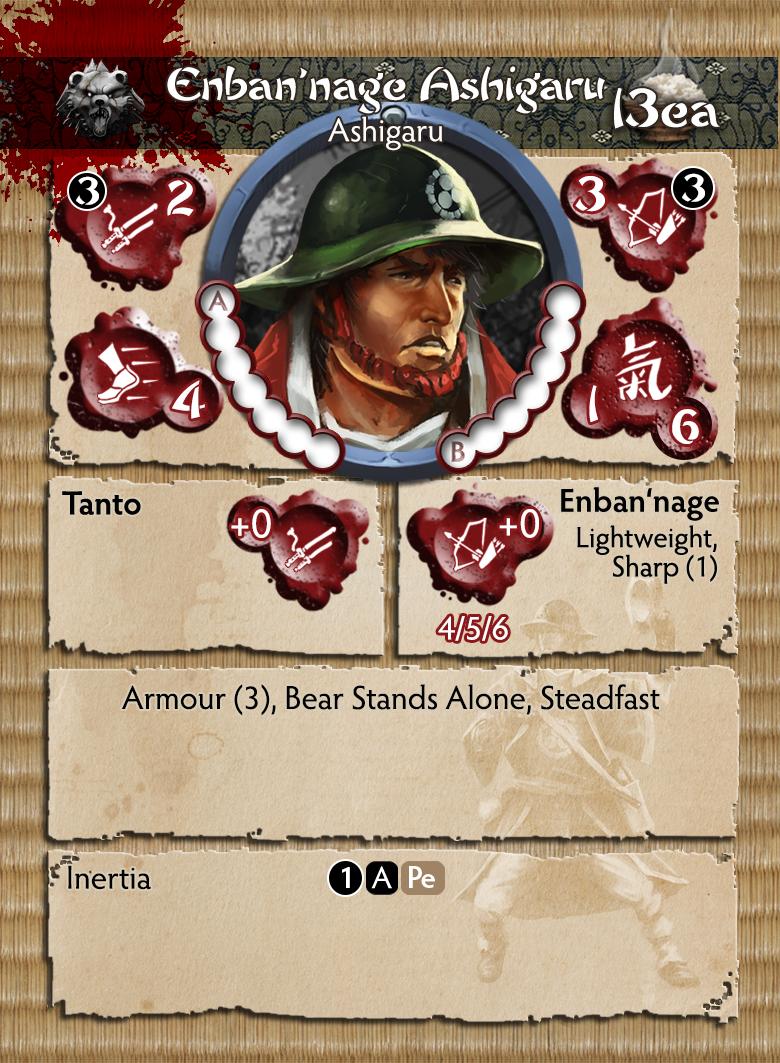 Enban'nage Ashigaru 13ea
Ashigaru
3 2 3 3
A
4 氣 1 6
B
Tanto +0
+0 Enban'nage
Lightweight,
Sharp (1)
4/5/6
Armour (3), Bear Stands Alone, Steadfast
Inertia 1 A Pe